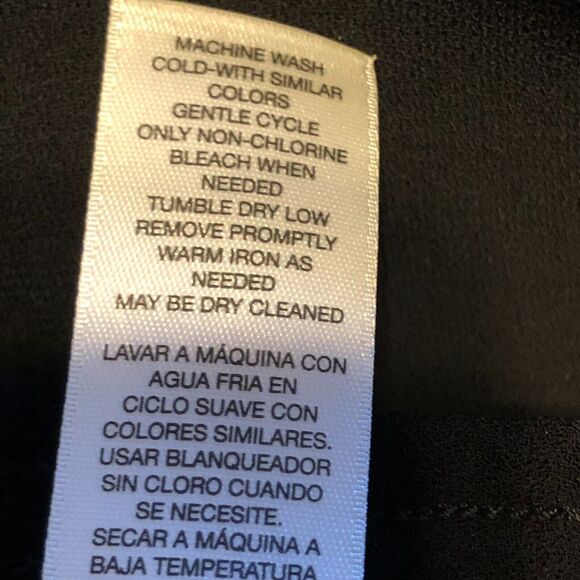 MACHINE WASH
COLD-WITH SIMILAR
COLORS
GENTLE CYCLE
ONLY NON-CHLORINE
BLEACH WHEN
NEEDED
TUMBLE DRY LOW
REMOVE PROMPTLY
WARM IRON AS
NEEDED
MAY BE DRY CLEANED
LAVAR A MÁQUINA CON
AGUA FRIA EN
CICLO SUAVE CON
COLORES SIMILARES.
USAR BLANQUEADOR
SIN CLORO CUANDO
SE NECESITE.
SECAR A MÁQUINA A
BAJA TEMPERATURA